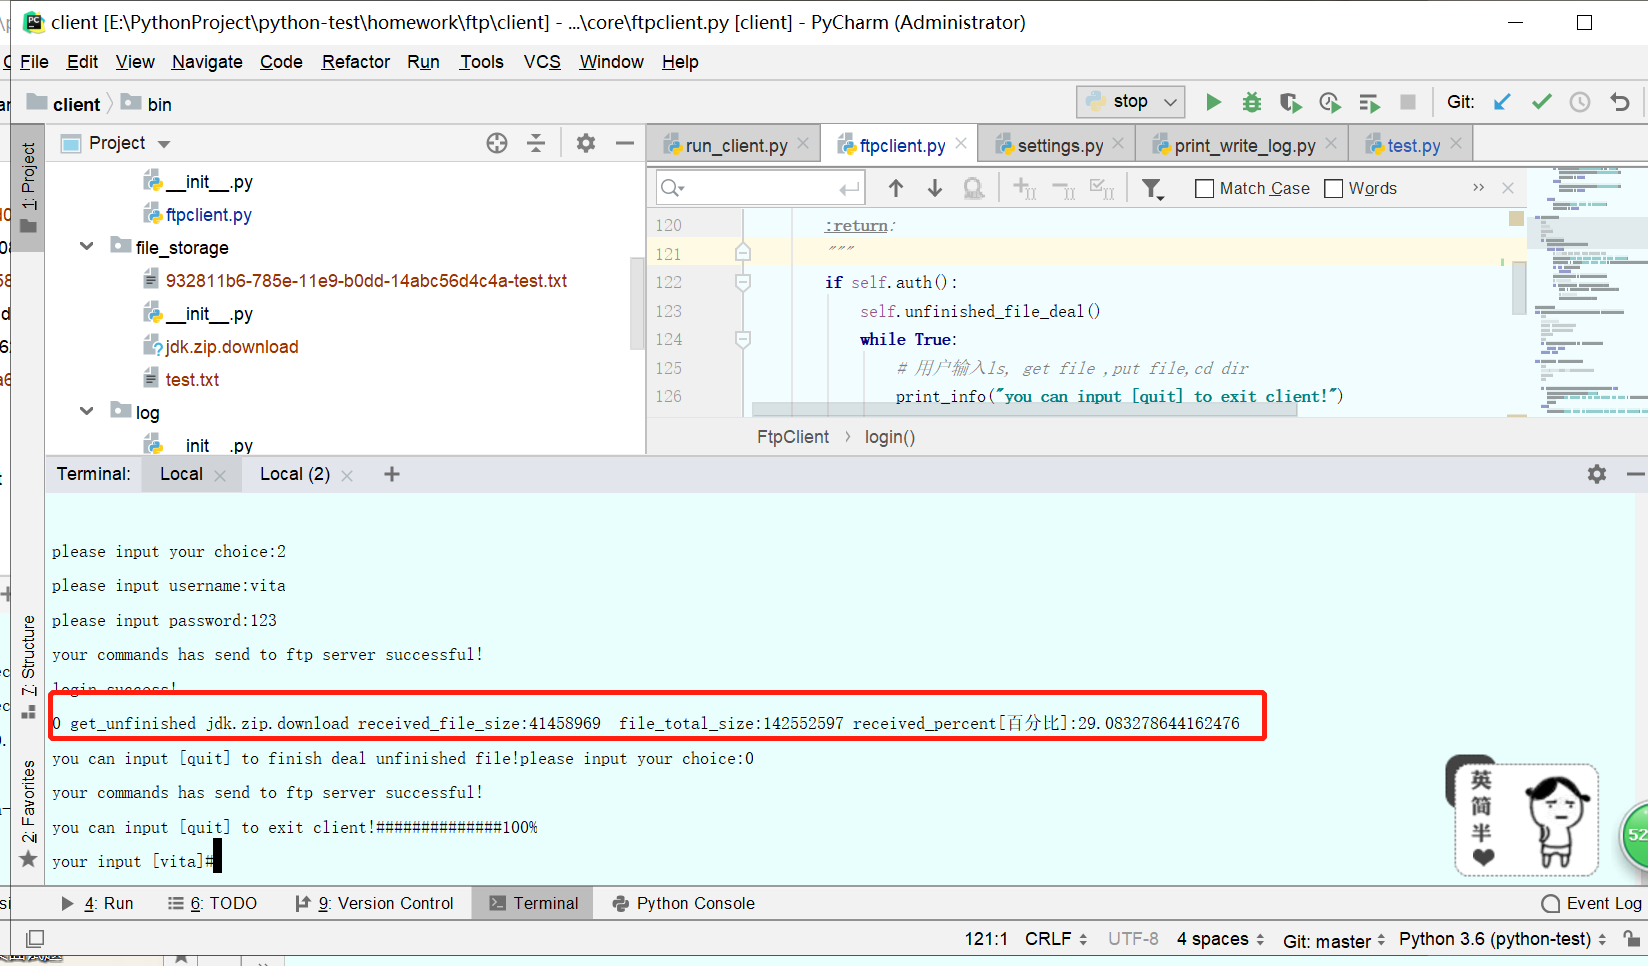 client [E:\PythonProject\python-test\homework\ftp\client] - ...\core\ftpclient.py [client] - PyCharm (Administrator)
File Edit View Navigate Code Refactor Run Tools VCS Window Help
client bin stop Git:
1: Project
Project
run_client.py ftpclient.py settings.py print_write_log.py test.py
__init__.py
ftpclient.py
file_storage
932811b6-785e-11e9-b0dd-14abc56d4c4a-test.txt
__init__.py
jdk.zip.download
test.txt
log
__init__.py
Match Case Words
120 :return:
121 """
122 if self.auth():
123 self.unfinished_file_deal()
124 while True:
125 # 用户输入ls, get file ,put file,cd dir
126 print_info("you can input [quit] to exit client!")
FtpClient login()
Terminal: Local Local (2)
please input your choice:2
please input username:vita
please input password:123
your commands has send to ftp server successful!
login success!
0 get_unfinished jdk.zip.download received_file_size:41458969 file_total_size:142552597 received_percent[百分比]:29.083278644162476
you can input [quit] to finish deal unfinished file!please input your choice:0
your commands has send to ftp server successful!
you can input [quit] to exit client!##############100%
your input [vita]#
7: Structure
2: Favorites
英
简
半
52
4: Run 6: TODO 9: Version Control Terminal Python Console Event Log
121:1 CRLF UTF-8 4 spaces Git: master Python 3.6 (python-test)